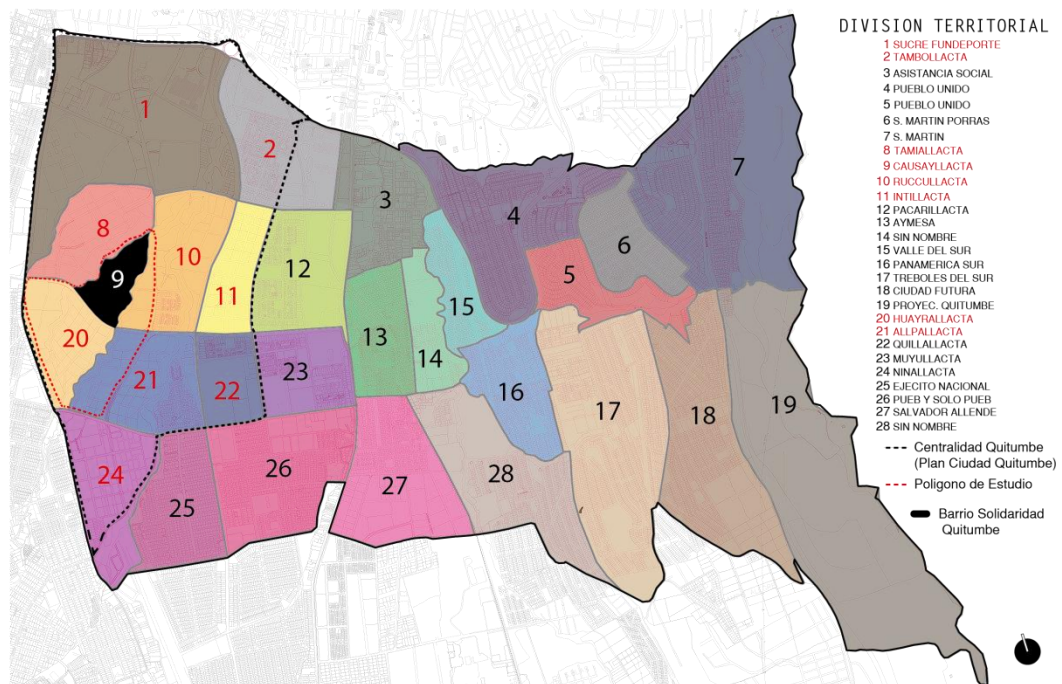 DIVISION TERRITORIAL
1 SUCRE FUNDEPORTE
2 TAMBOLLACTA
3 ASISTANCIA SOCIAL
4 PUEBLO UNIDO
5 PUEBLO UNIDO
6 S. MARTIN PORRAS
7 S. MARTIN
8 TAMIALLACTA
9 CAUSAYLLACTA
10 RUCCULLACTA
11 INTILLACTA
12 PACARILLACTA
13 AYMESA
14 SIN NOMBRE
15 VALLE DEL SUR
16 PANAMERICA SUR
17 TREBOLES DEL SUR
18 CIUDAD FUTURA
19 PROYEC. QUITUMBE
20 HUAYRALLACTA
21 ALLPALLACTA
22 QUILLALLACTA
23 MUYULLACTA
24 NINALLACTA
25 EJECITO NACIONAL
26 PUEB Y SOLO PUEB
27 SALVADOR ALLENDE
28 SIN NOMBRE
Centralidad Quitumbe
(Plan Ciudad Quitumbe)
Poligono de Estudio
Barrio Solidaridad
Quitumbe
1
2
3
4
5
6
7
8
9
10
11
12
13
14
15
16
17
18
19
20
21
22
23
24
25
26
27
28